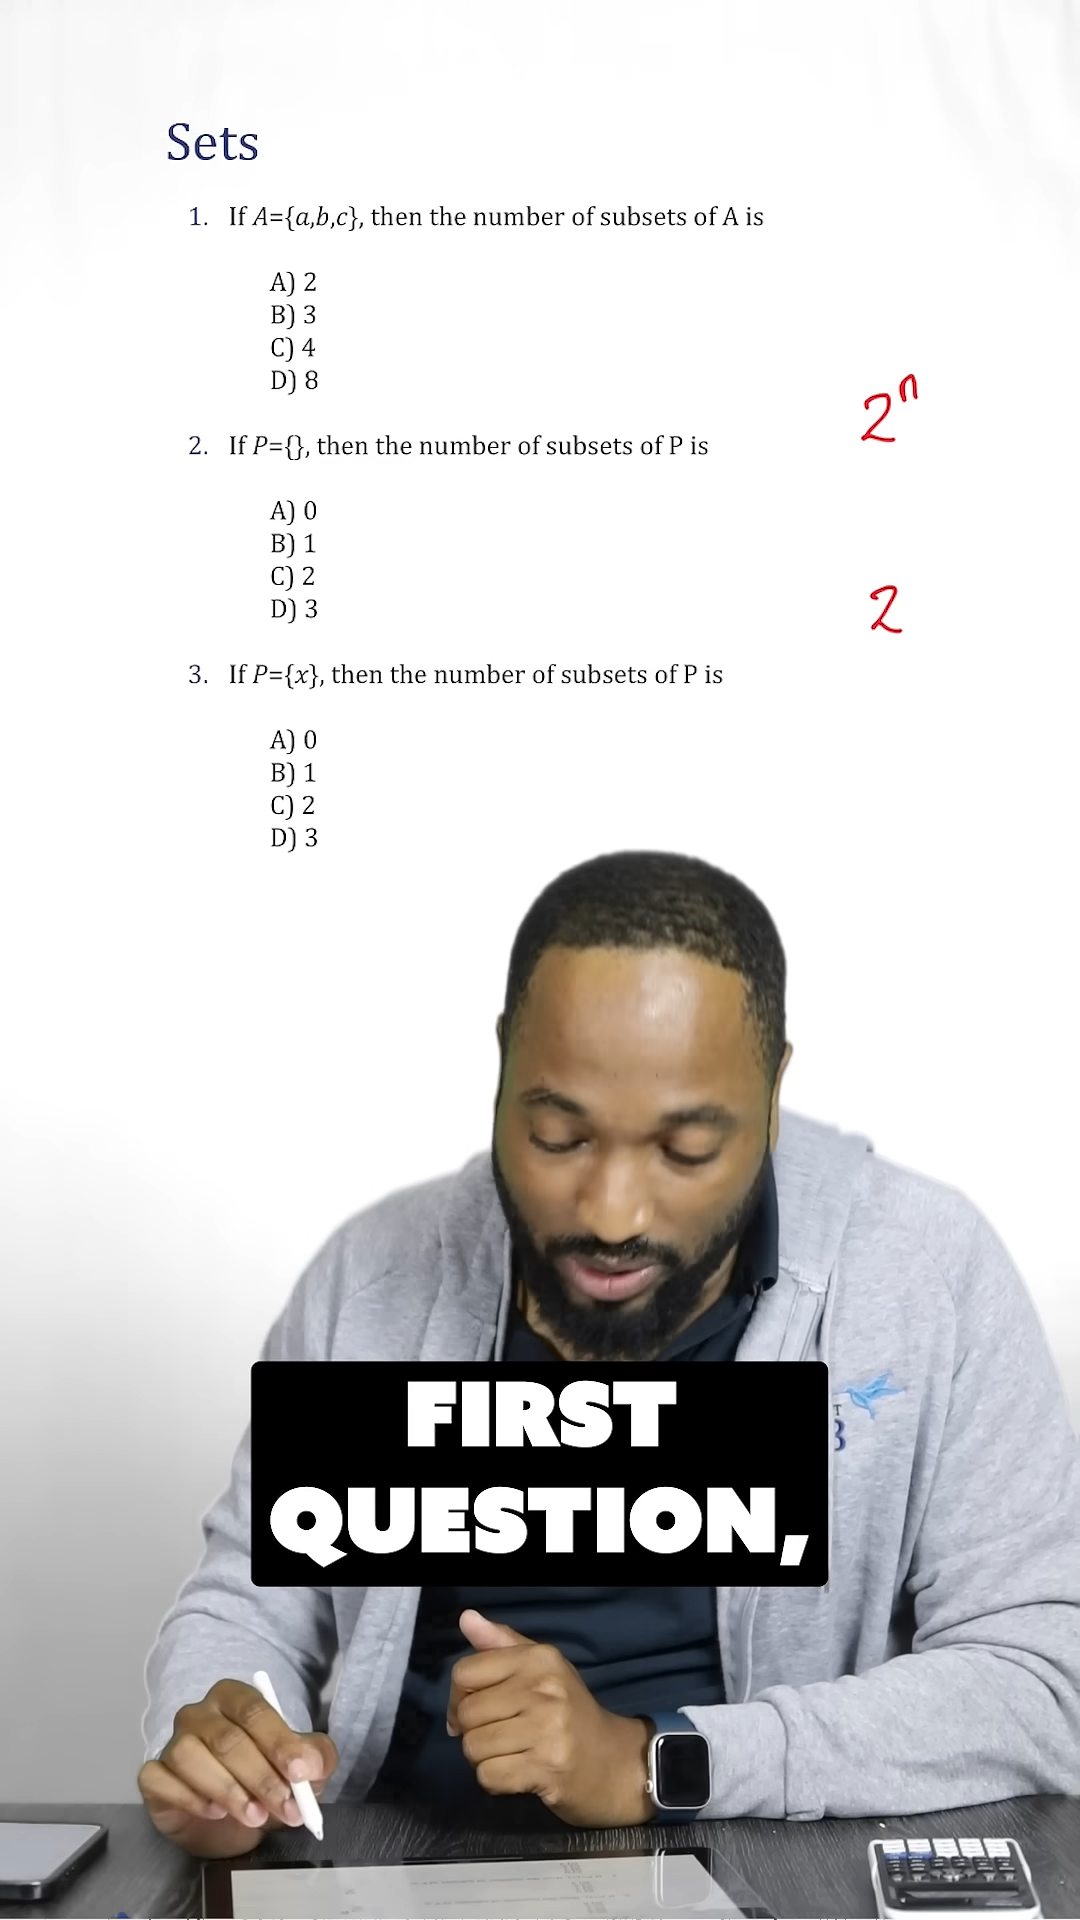 Sets
1. If A={a,b,c}, then the number of subsets of A is
A) 2
B) 3
C) 4
D) 8
2ⁿ
2. If P={}, then the number of subsets of P is
A) 0
B) 1
C) 2
D) 3
2
3. If P={x}, then the number of subsets of P is
A) 0
B) 1
C) 2
D) 3
FIRST
QUESTION,